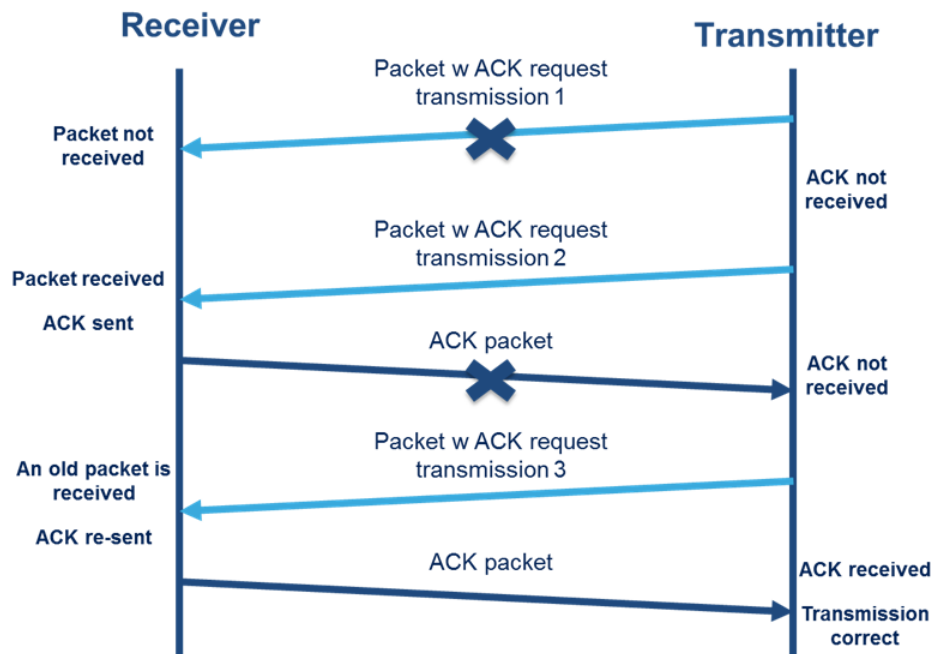 Receiver
Transmitter
Packet w ACK request
transmission 1
Packet not
received
ACK not
received
Packet w ACK request
transmission 2
Packet received
ACK sent
ACK packet
ACK not
received
Packet w ACK request
transmission 3
An old packet is
received
ACK re-sent
ACK packet
ACK received
Transmission
correct